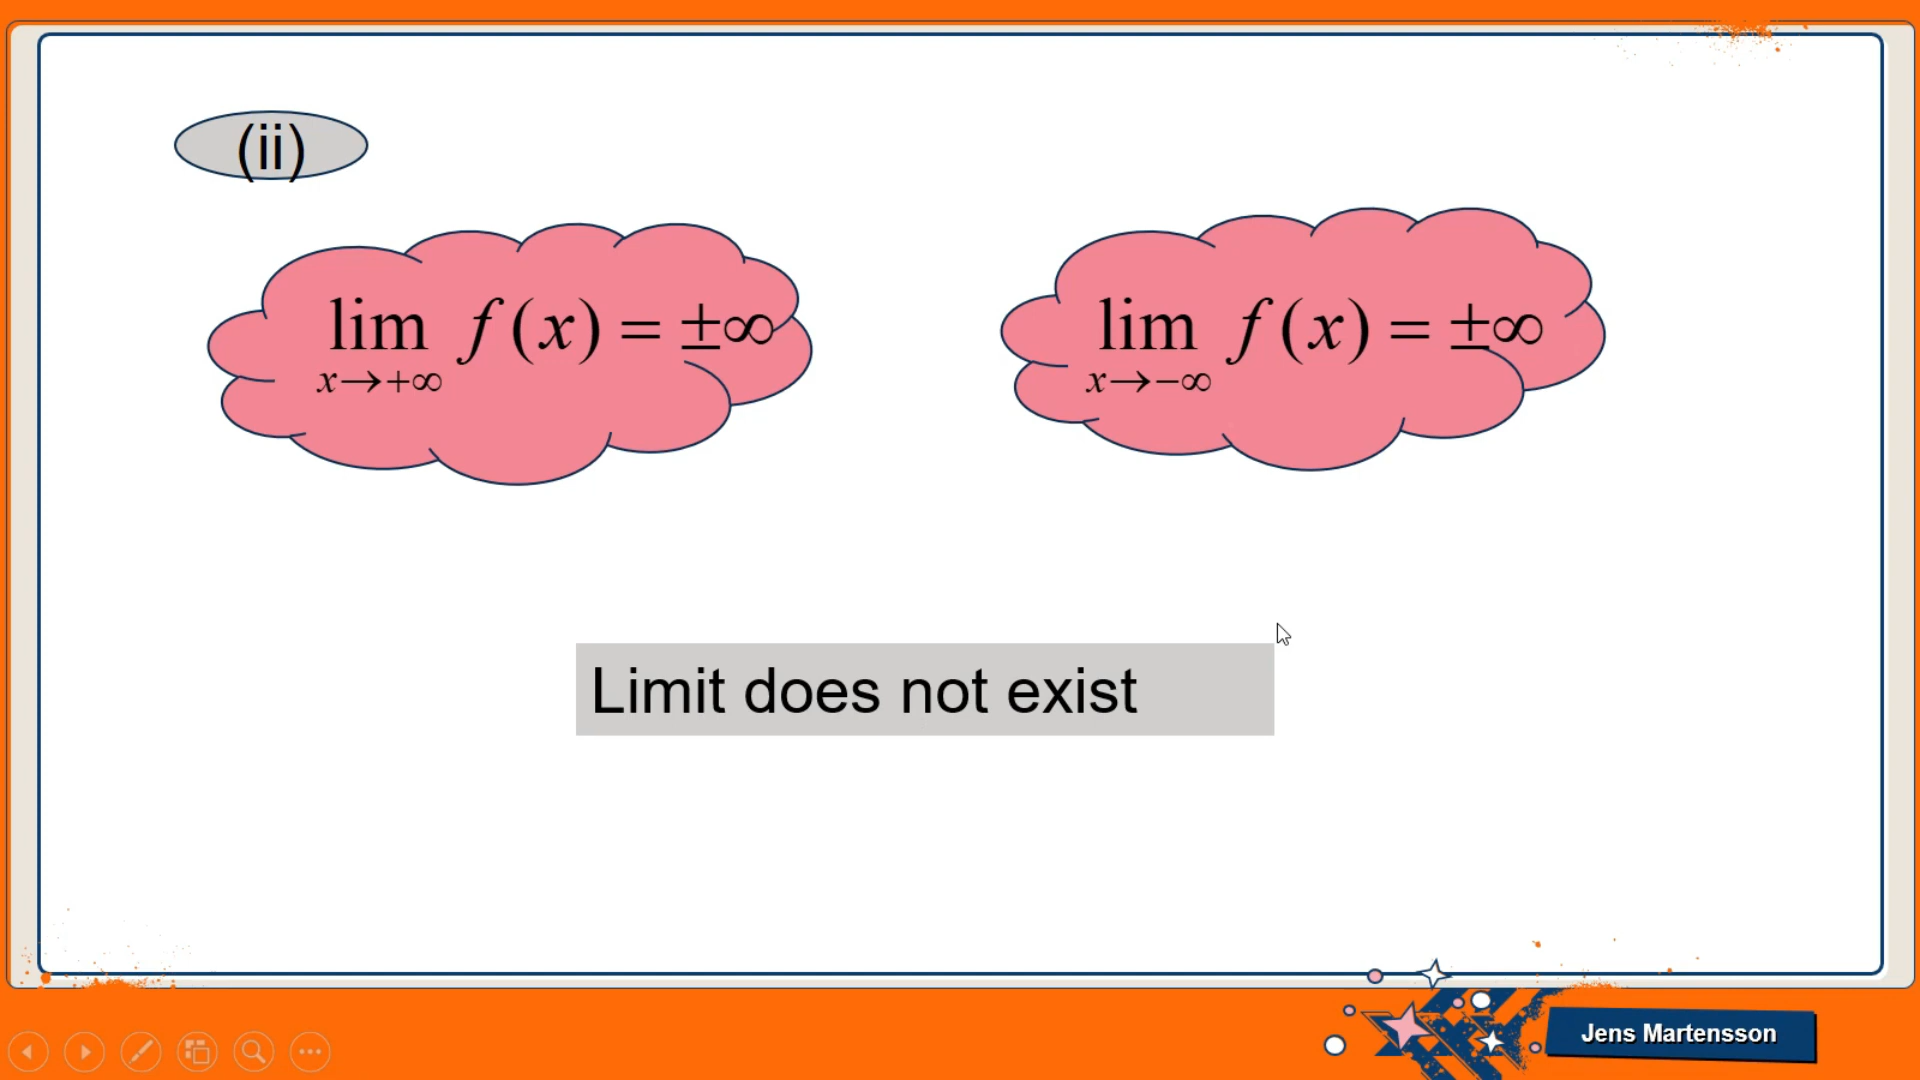 (ii)
lim f(x) = ±∞
x→+∞
lim f(x) = ±∞
x→−∞
Limit does not exist
Jens Martensson